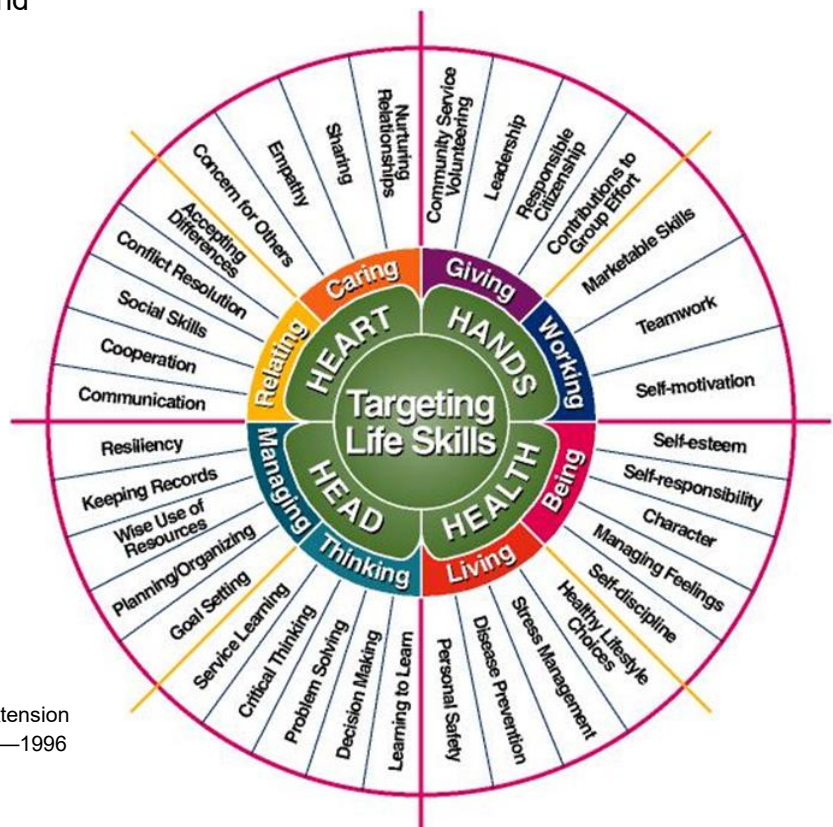 Targeting
Life Skills
HEART
HANDS
HEALTH
HEAD
Caring
Giving
Working
Being
Living
Thinking
Managing
Relating
Nurturing
Relationships
Sharing
Empathy
Concern for Others
Accepting
Differences
Conflict Resolution
Social Skills
Cooperation
Communication
Community Service
Volunteering
Leadership
Responsible
Citizenship
Contributions to
Group Effort
Marketable Skills
Teamwork
Self-motivation
Self-esteem
Self-responsibility
Character
Managing Feelings
Self-discipline
Healthy Lifestyle
Choices
Stress Management
Disease Prevention
Personal Safety
Learning to Learn
Decision Making
Problem Solving
Critical Thinking
Service Learning
Goal Setting
Planning/Organizing
Wise Use of
Resources
Keeping Records
Resiliency
—1996